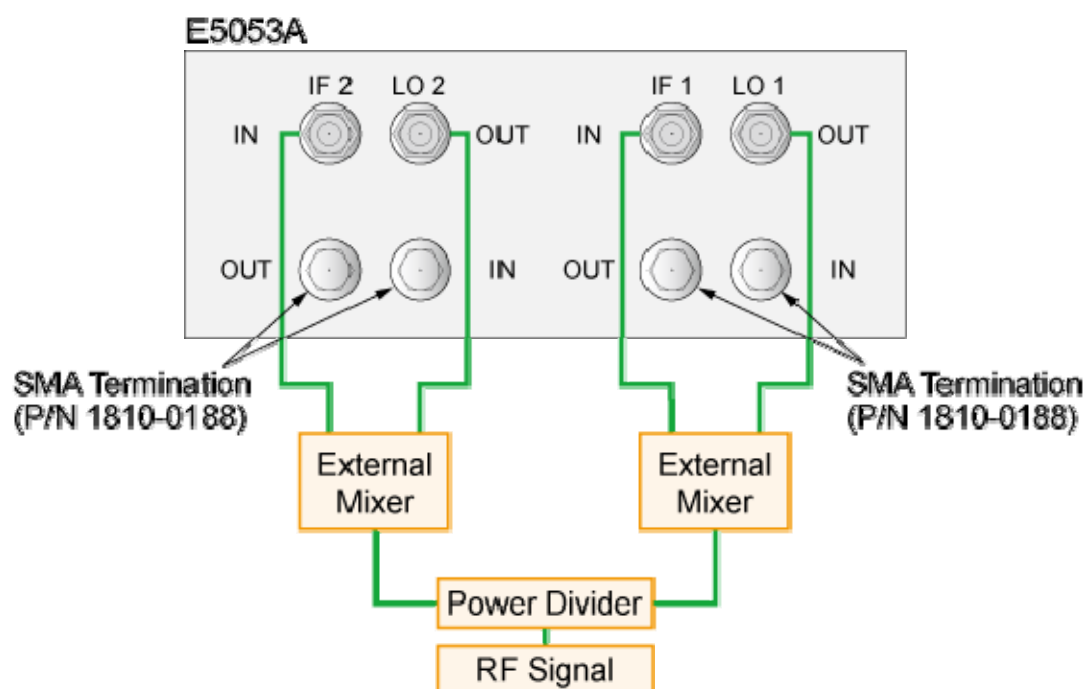 E5053A
IF 2 LO 2 IF 1 LO 1
IN OUT IN OUT
OUT IN OUT IN
SMA Termination
(P/N 1810-0188)
SMA Termination
(P/N 1810-0188)
External
Mixer
External
Mixer
Power Divider
RF Signal